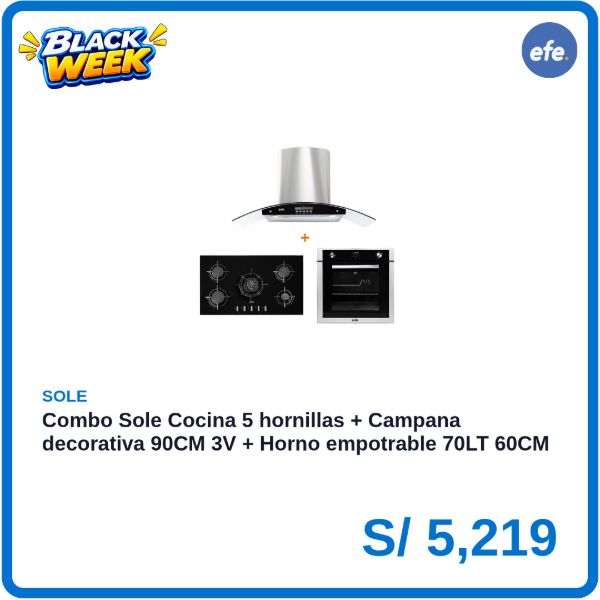 BLACK
WEEK
efe.
+
SOLE
Combo Sole Cocina 5 hornillas + Campana
decorativa 90CM 3V + Horno empotrable 70LT 60CM
S/ 5,219